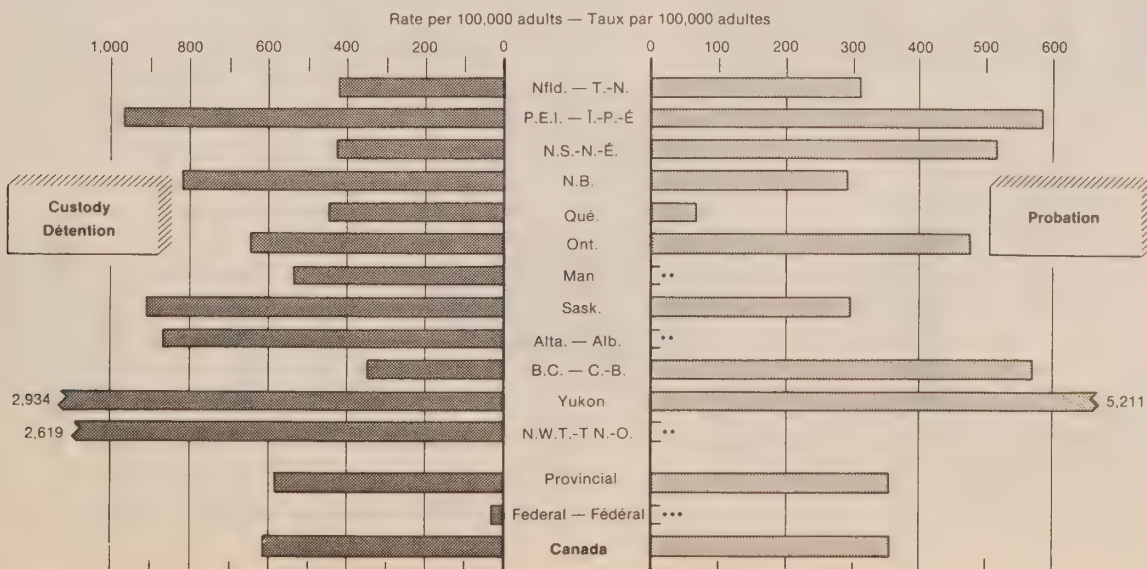 Rate per 100,000 adults — Taux par 100,000 adultes
1,000 800 600 400 200 0 0 100 200 300 400 500 600
Nfld. — T.-N.
P.E.I. — Î.-P.-É
N.S.-N.-É.
N.B.
Custody
Détention
Probation
Qué.
Ont.
Man ••
Sask.
Alta. — Alb. ••
B.C. — C.-B.
2,934 Yukon 5,211
2,619 N.W.T.-T N.-O. ••
Provincial
Federal — Fédéral •••
Canada